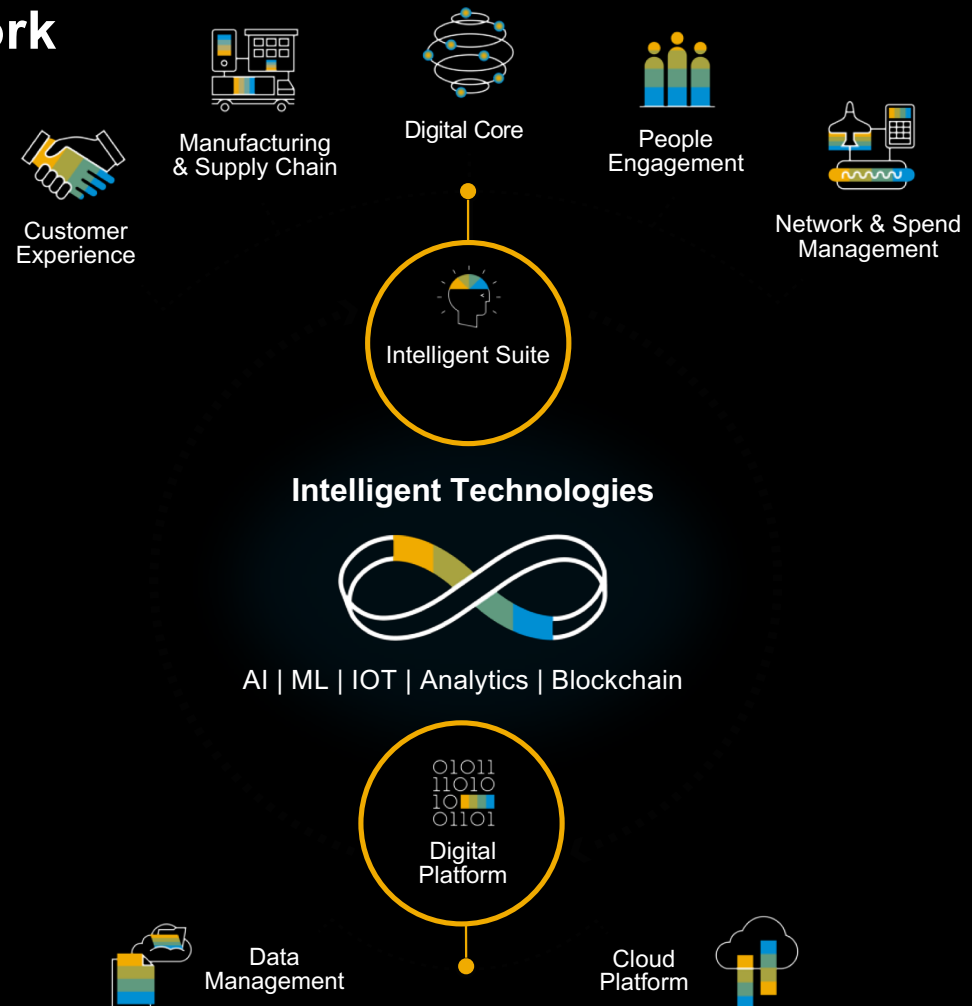 ork
Digital Core
Manufacturing
& Supply Chain
People
Engagement
Customer
Experience
Network & Spend
Management
Intelligent Suite
Intelligent Technologies
AI | ML | IOT | Analytics | Blockchain
01011
11010
10
01101
Digital
Platform
Data
Management
Cloud
Platform